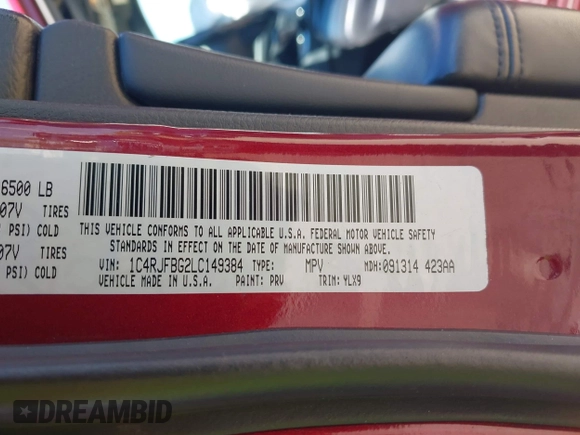 6500 LB
07V TIRES
PSI) COLD
07V TIRES
PSI) COLD
THIS VEHICLE CONFORMS TO ALL APPLICABLE U.S.A. FEDERAL MOTOR VEHICLE SAFETY
STANDARDS IN EFFECT ON THE DATE OF MANUFACTURE SHOWN ABOVE.
VIN: 1C4RJFBG2LC149384 TYPE: MPV MDH:091314 423AA
VEHICLE MADE IN U.S.A. PAINT: PRV TRIM: YLX9
DREAMBID